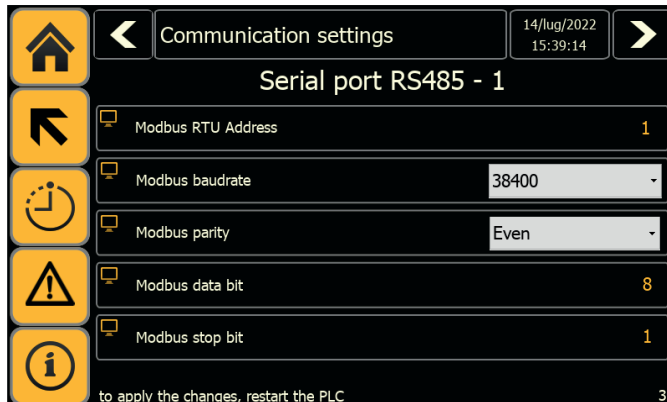 Communication settings
14/lug/2022
15:39:14
Serial port RS485 - 1
Modbus RTU Address 1
Modbus baudrate 38400
Modbus parity Even
Modbus data bit 8
Modbus stop bit 1
to apply the changes, restart the PLC 3